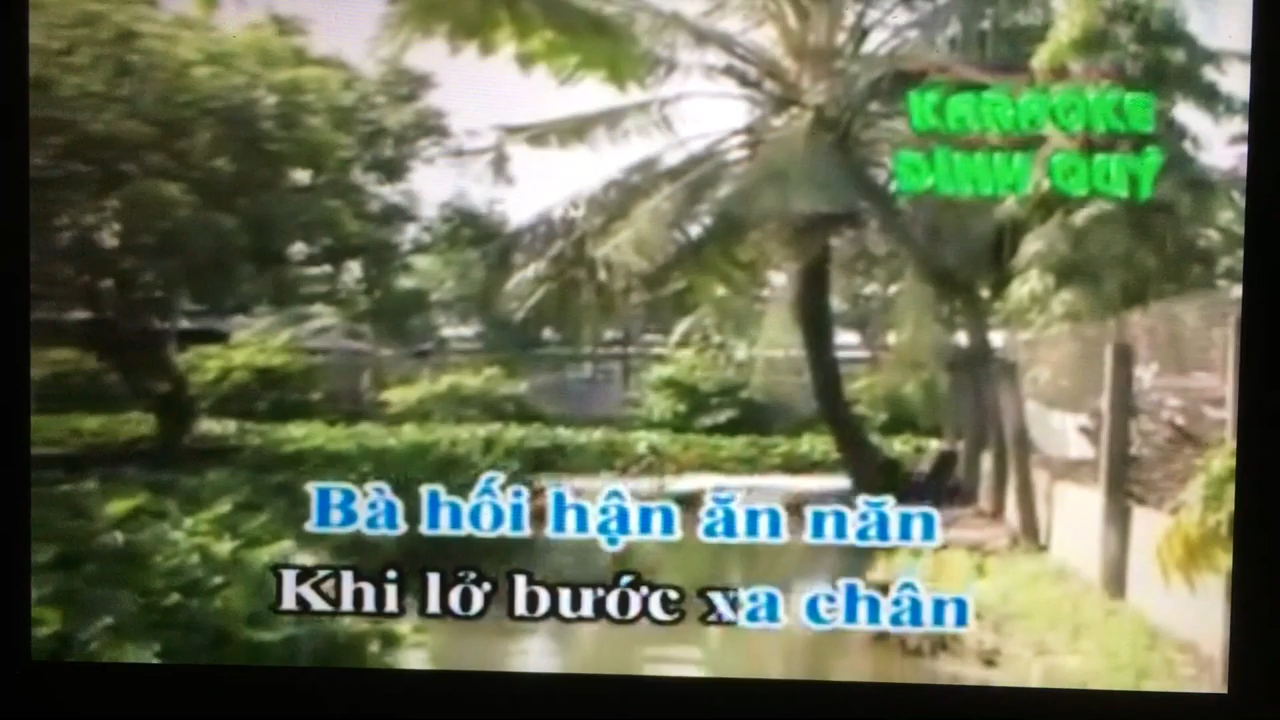 KARAOKE
ĐÌNH QUÝ
Bà hối hận ăn năn
Khi lở bước xa chân